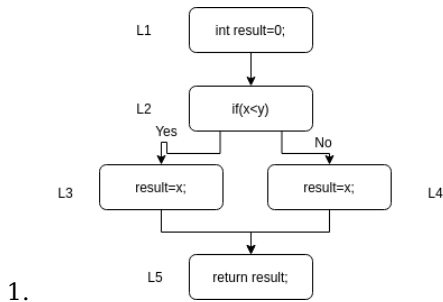 L1 int result=0;
L2 if(x<y)
Yes No
L3 result=x; result=x; L4
L5 return result;
1.